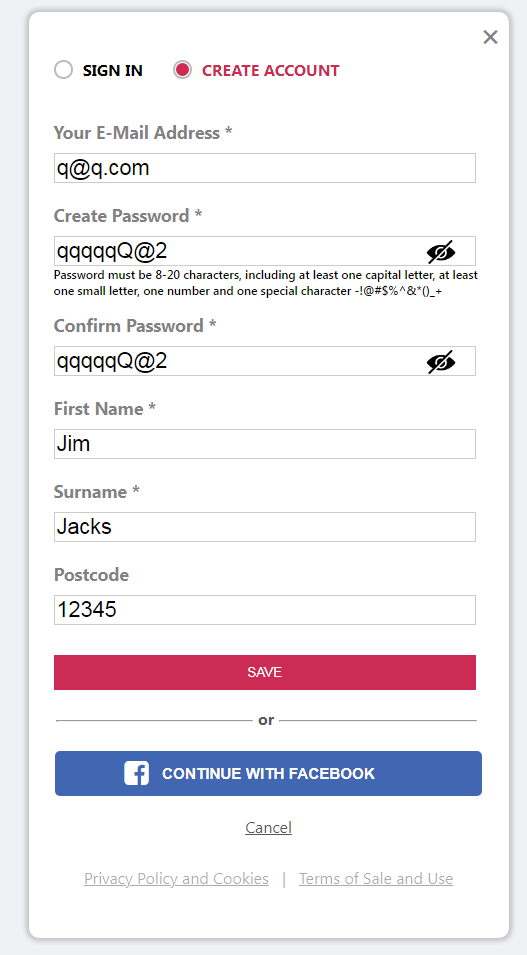 SIGN IN CREATE ACCOUNT
Your E-Mail Address *
q@q.com
Create Password *
qqqqqQ@2
Password must be 8-20 characters, including at least one capital letter, at least
one small letter, one number and one special character -!@#$%^&*()_+
Confirm Password *
qqqqqQ@2
First Name *
Jim
Surname *
Jacks
Postcode
12345
SAVE
or
CONTINUE WITH FACEBOOK
Cancel
Privacy Policy and Cookies | Terms of Sale and Use